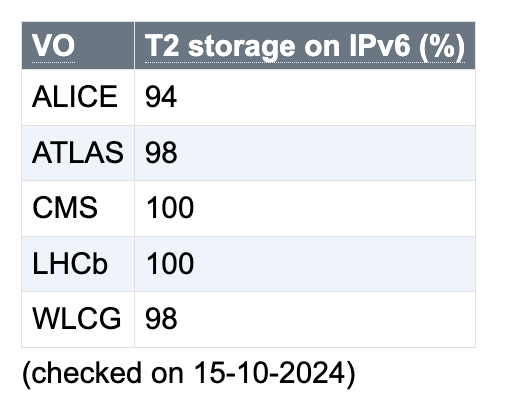 VO T2 storage on IPv6 (%)
ALICE 94
ATLAS 98
CMS 100
LHCb 100
WLCG 98
(checked on 15-10-2024)